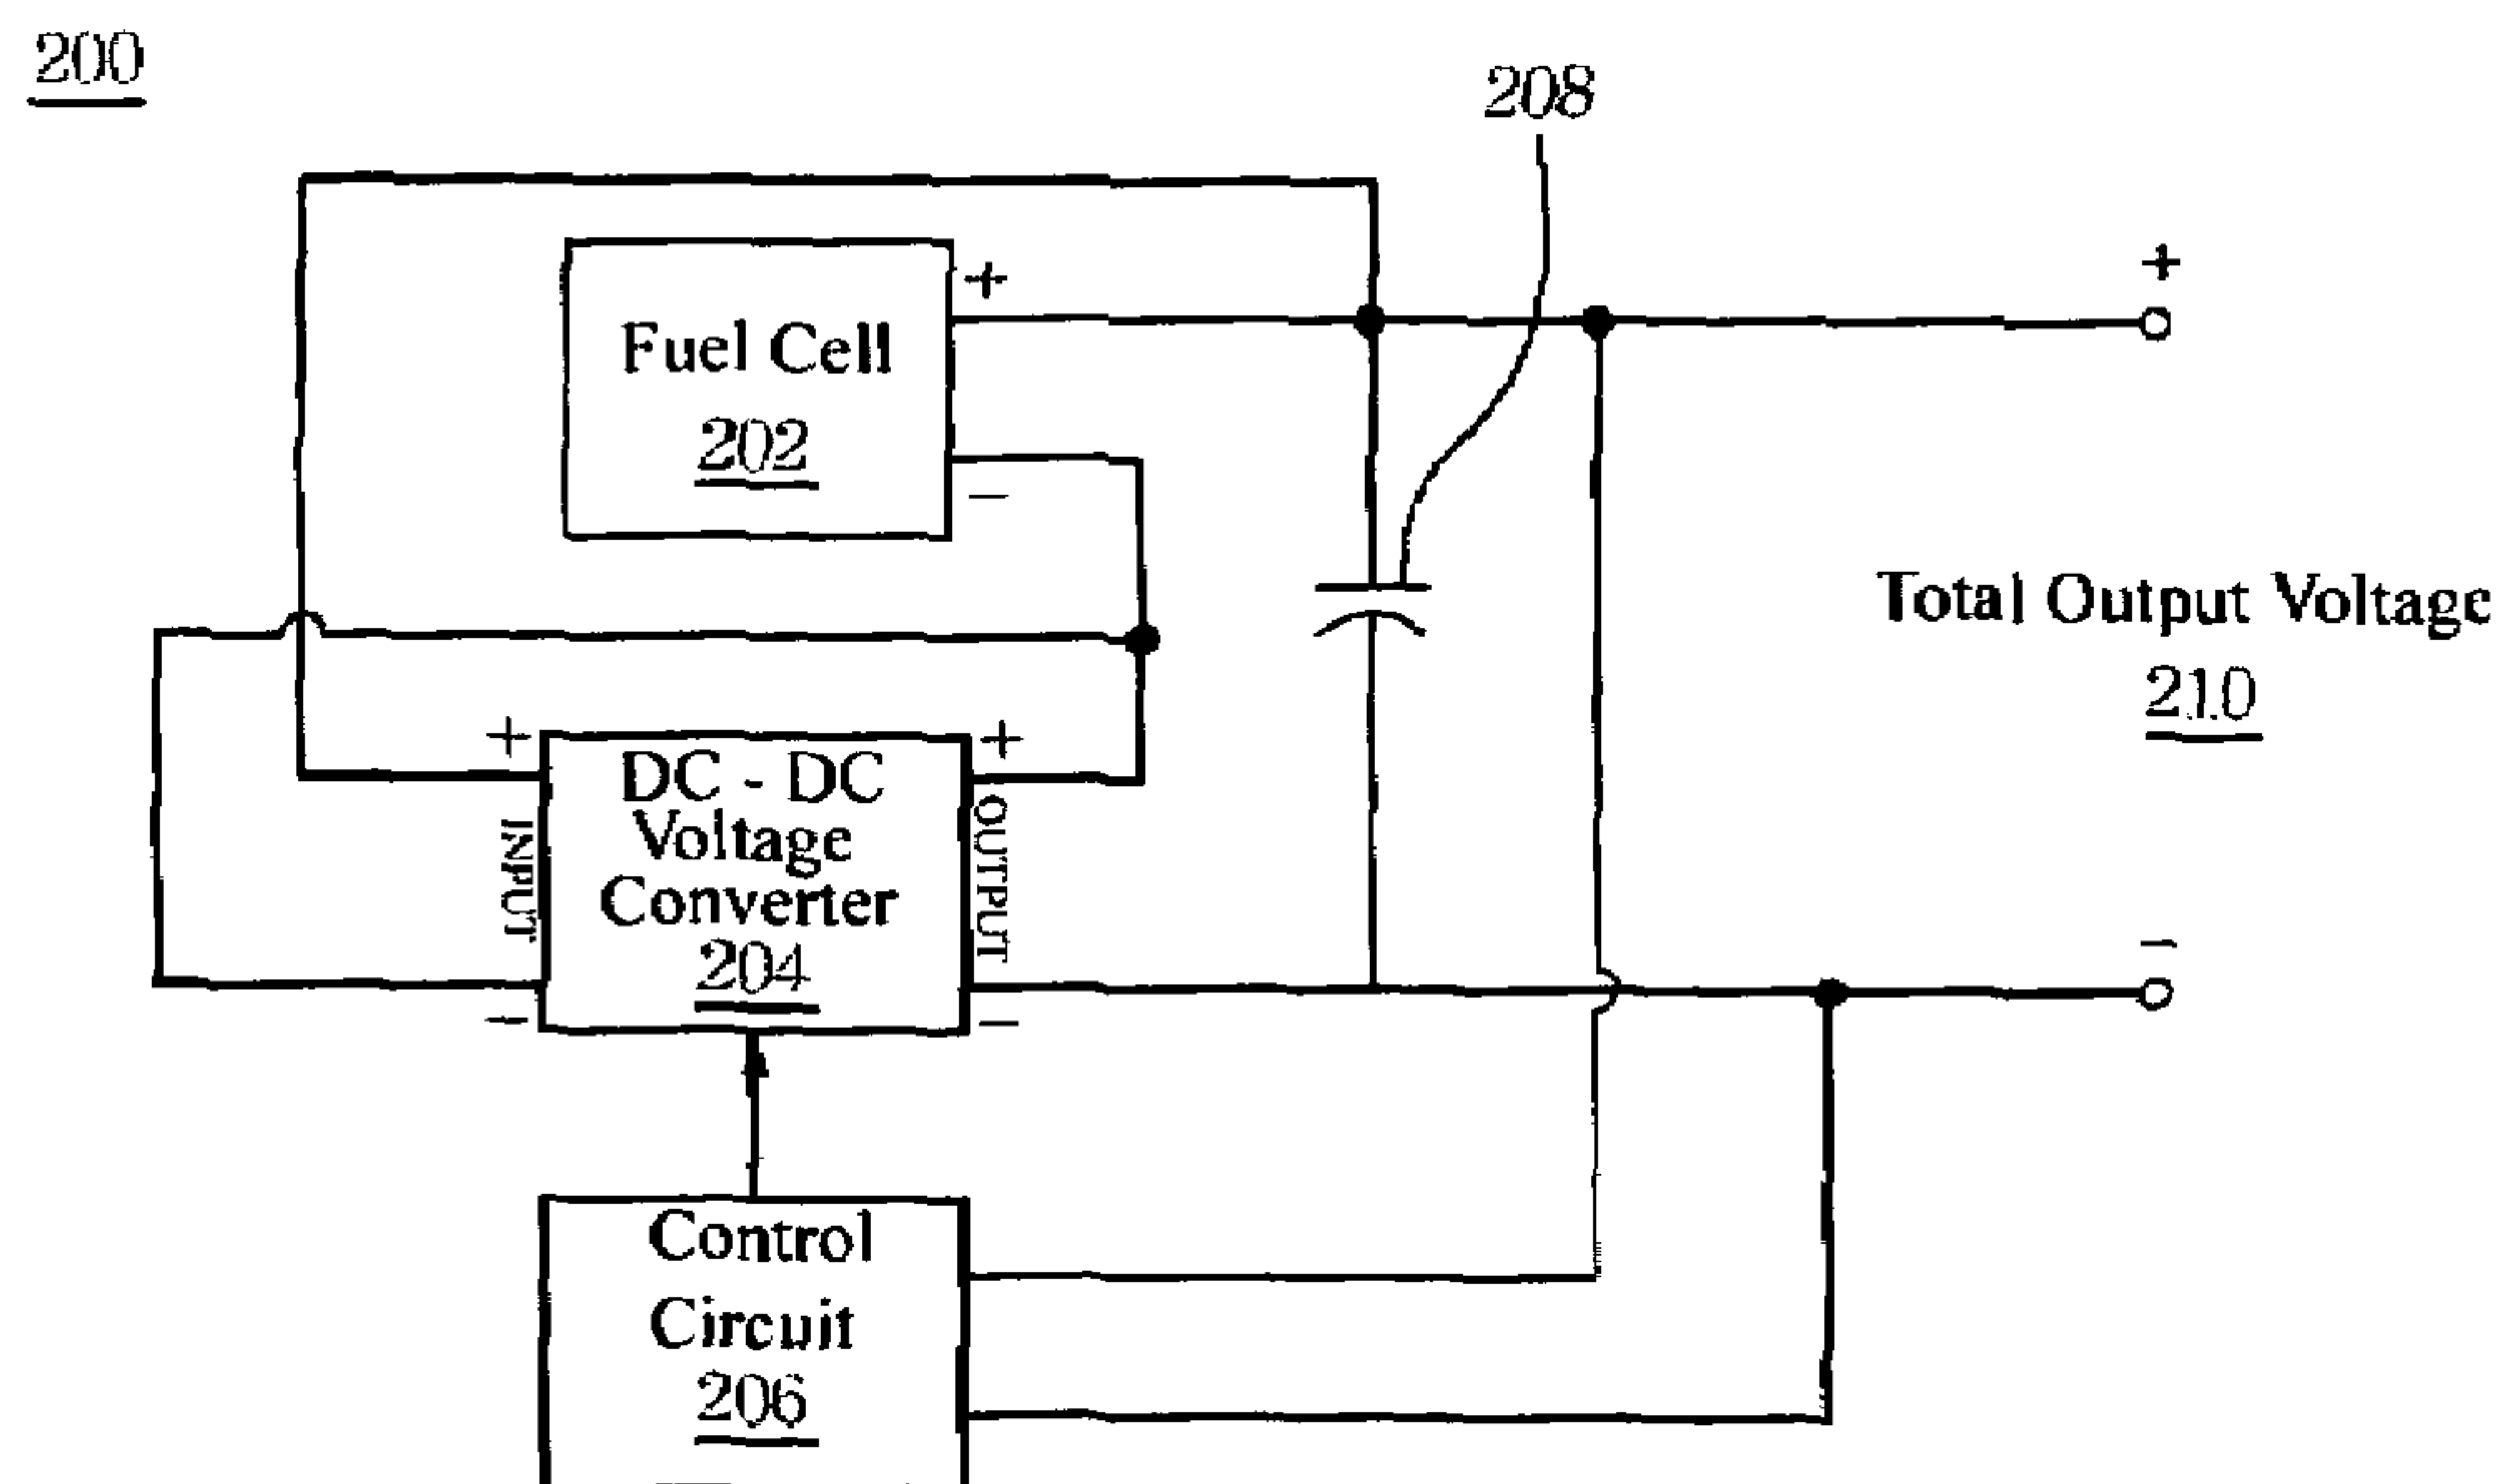 200
208
+
+
Fuel Cell
202
—
Total Output Voltage
210
+
+
DC - DC
Voltage
Converter
204
INPUT
OUTPUT
—
—
—
Control
Circuit
206